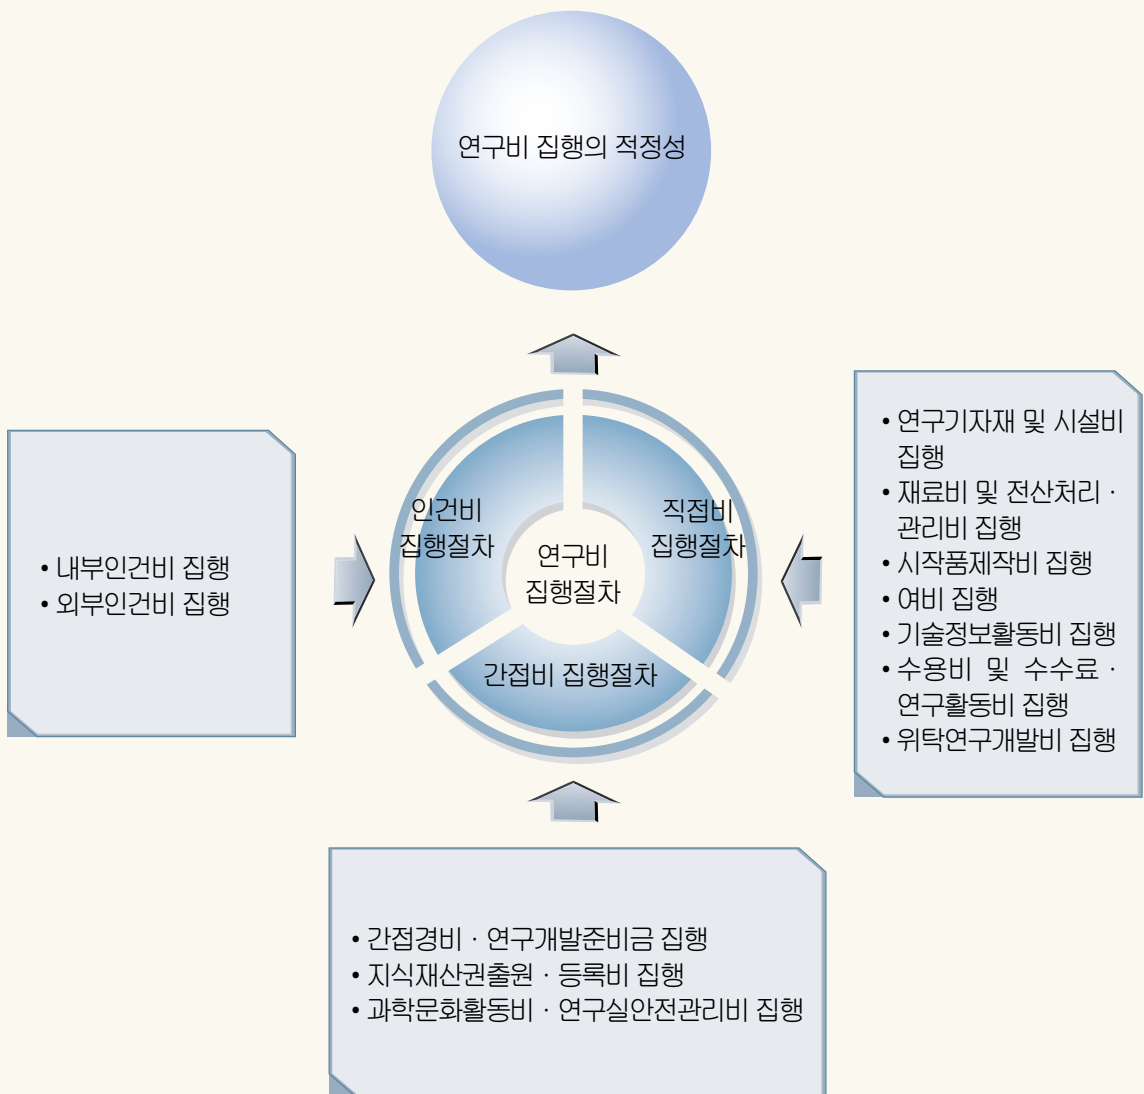 연구비 집행의 적정성
인건비
집행절차
직접비
집행절차
연구비
집행절차
간접비 집행절차
• 내부인건비 집행
• 외부인건비 집행
• 연구기자재 및 시설비
집행
• 재료비 및 전산처리 ·
관리비 집행
• 시작품제작비 집행
• 여비 집행
• 기술정보활동비 집행
• 수용비 및 수수료 ·
연구활동비 집행
• 위탁연구개발비 집행
• 간접경비 · 연구개발준비금 집행
• 지식재산권출원 · 등록비 집행
• 과학문화활동비 · 연구실안전관리비 집행